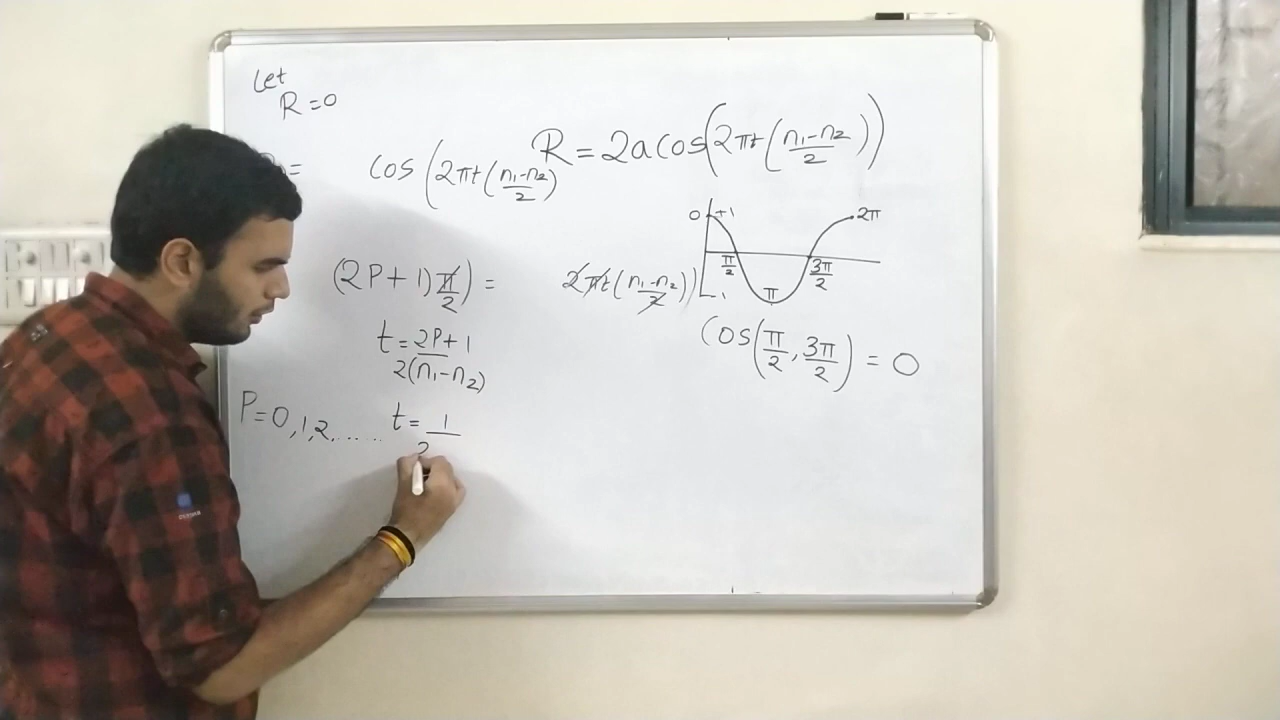 Let
R = 0
R = 2a cos(2πt(n₁-n₂/2))
= cos(2πt(n₁-n₂/2)
0 +1 2π
π/2 3π/2
π
(2P+1)π/2) = 2πt(n₁-n₂/2))
-1
t = 2P+1/2(n₁-n₂)
Cos(π/2, 3π/2) = 0
P=0,1,2,...... t = 1/2